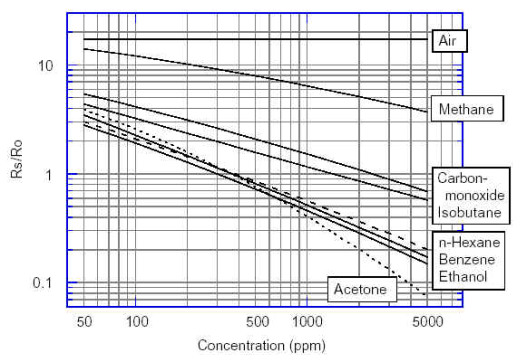 Air
10
Methane
Rs/Ro
1
Carbon-
monoxide
Isobutane
n-Hexane
Benzene
Ethanol
0.1
Acetone
50
100
500
1000
5000
Concentration (ppm)